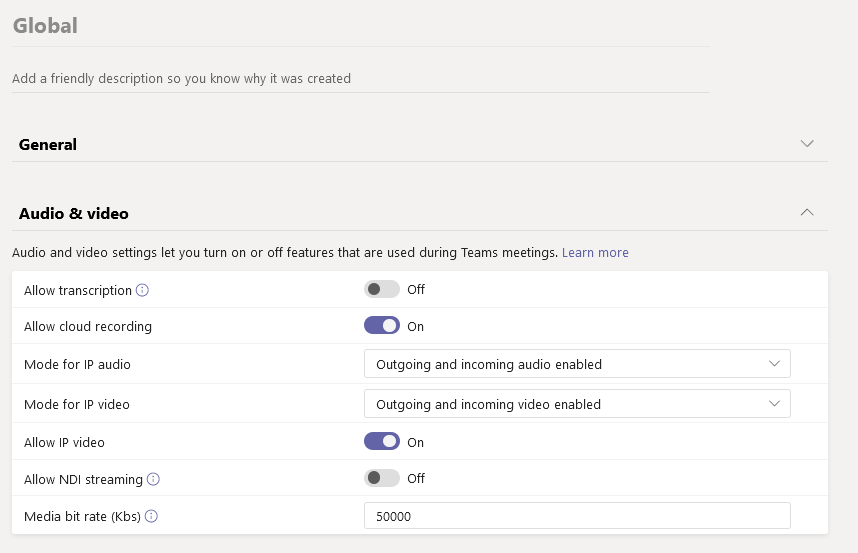 Global
Add a friendly description so you know why it was created
General
Audio & video
Audio and video settings let you turn on or off features that are used during Teams meetings. Learn more
Allow transcription Off
Allow cloud recording On
Mode for IP audio Outgoing and incoming audio enabled
Mode for IP video Outgoing and incoming video enabled
Allow IP video On
Allow NDI streaming Off
Media bit rate (Kbs) 50000